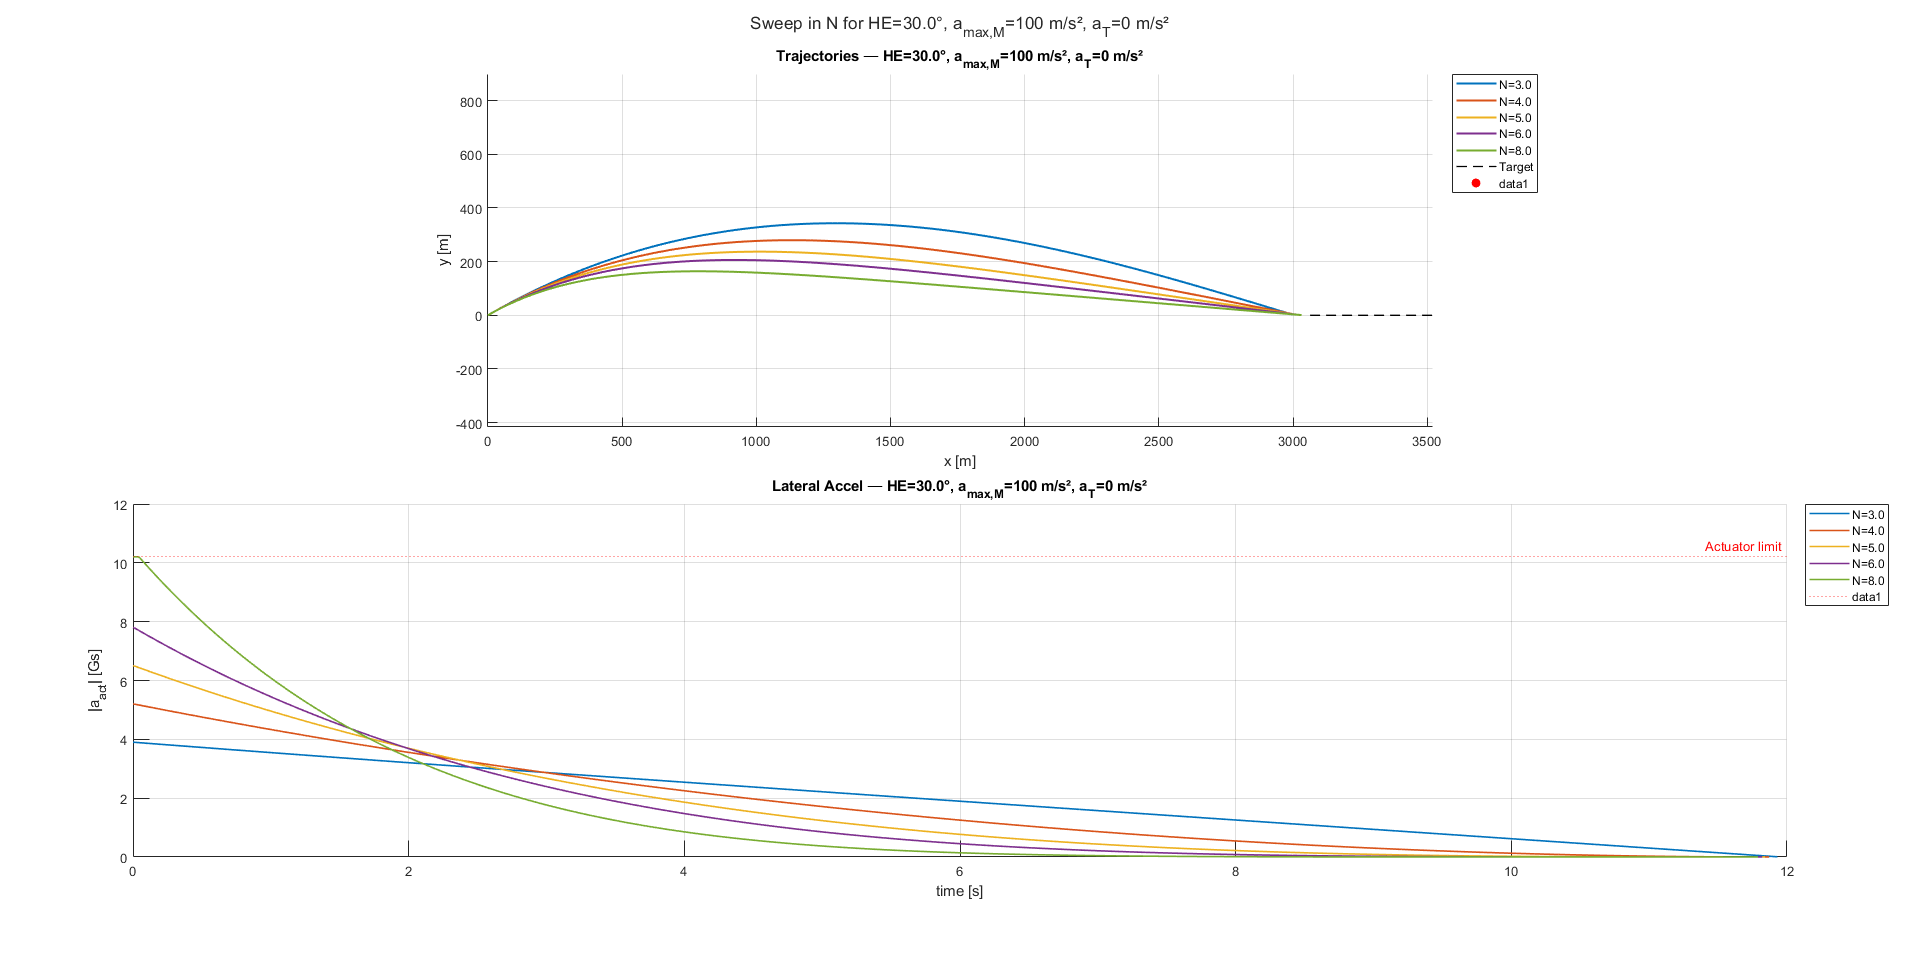 Sweep in N for HE=30.0°, a_max,M=100 m/s², a_T=0 m/s²
Trajectories — HE=30.0°, a_max,M=100 m/s², a_T=0 m/s²
800
600
400
200
0
-200
-400
y [m]
0 500 1000 1500 2000 2500 3000 3500
x [m]
N=3.0
N=4.0
N=5.0
N=6.0
N=8.0
Target
data1
Lateral Accel — HE=30.0°, a_max,M=100 m/s², a_T=0 m/s²
12
10
8
6
4
2
0
|a_act| [Gs]
Actuator limit
0 2 4 6 8 10 12
time [s]
N=3.0
N=4.0
N=5.0
N=6.0
N=8.0
data1